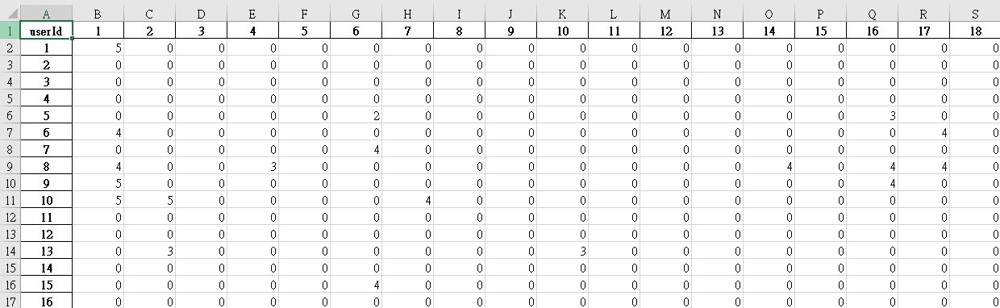 A B C D E F G H I J K L M N O P Q R S
1 userId 1 2 3 4 5 6 7 8 9 10 11 12 13 14 15 16 17 18
2 1 5 0 0 0 0 0 0 0 0 0 0 0 0 0 0 0 0 0
3 2 0 0 0 0 0 0 0 0 0 0 0 0 0 0 0 0 0 0
4 3 0 0 0 0 0 0 0 0 0 0 0 0 0 0 0 0 0 0
5 4 0 0 0 0 0 0 0 0 0 0 0 0 0 0 0 0 0 0
6 5 0 0 0 0 0 2 0 0 0 0 0 0 0 0 0 3 0 0
7 6 4 0 0 0 0 0 0 0 0 0 0 0 0 0 0 0 4 0
8 7 0 0 0 0 0 4 0 0 0 0 0 0 0 0 0 0 0 0
9 8 4 0 0 3 0 0 0 0 0 0 0 0 0 4 0 4 4 0
10 9 5 0 0 0 0 0 0 0 0 0 0 0 0 0 0 4 0 0
11 10 5 5 0 0 0 0 4 0 0 0 0 0 0 0 0 0 0 0
12 11 0 0 0 0 0 0 0 0 0 0 0 0 0 0 0 0 0 0
13 12 0 0 0 0 0 0 0 0 0 0 0 0 0 0 0 0 0 0
14 13 0 3 0 0 0 0 0 0 0 3 0 0 0 0 0 0 0 0
15 14 0 0 0 0 0 0 0 0 0 0 0 0 0 0 0 0 0 0
16 15 0 0 0 0 0 4 0 0 0 0 0 0 0 0 0 0 0 0
17 16 0 0 0 0 0 0 0 0 0 0 0 0 0 0 0 0 0 0